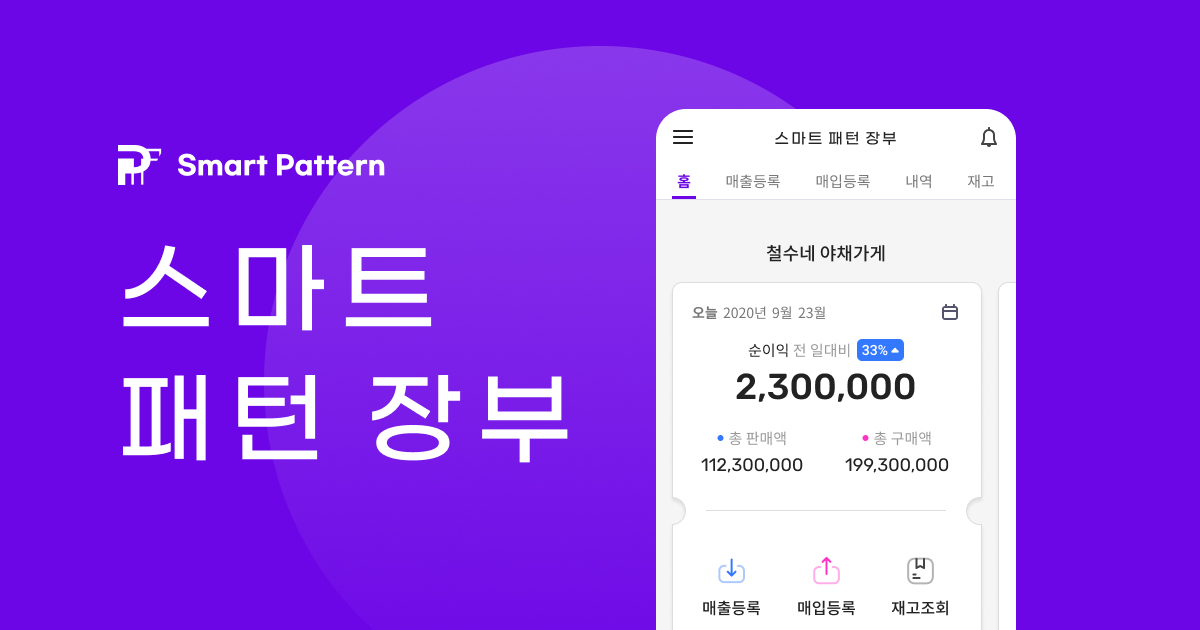 Smart Pattern
스마트
패턴 장부
스마트 패턴 장부
홈 매출등록 매입등록 내역 재고
철수네 야채가게
오늘 2020년 9월 23월
순이익 전 일대비 33%
2,300,000
총 판매액 총 구매액
112,300,000 199,300,000
매출등록 매입등록 재고조회